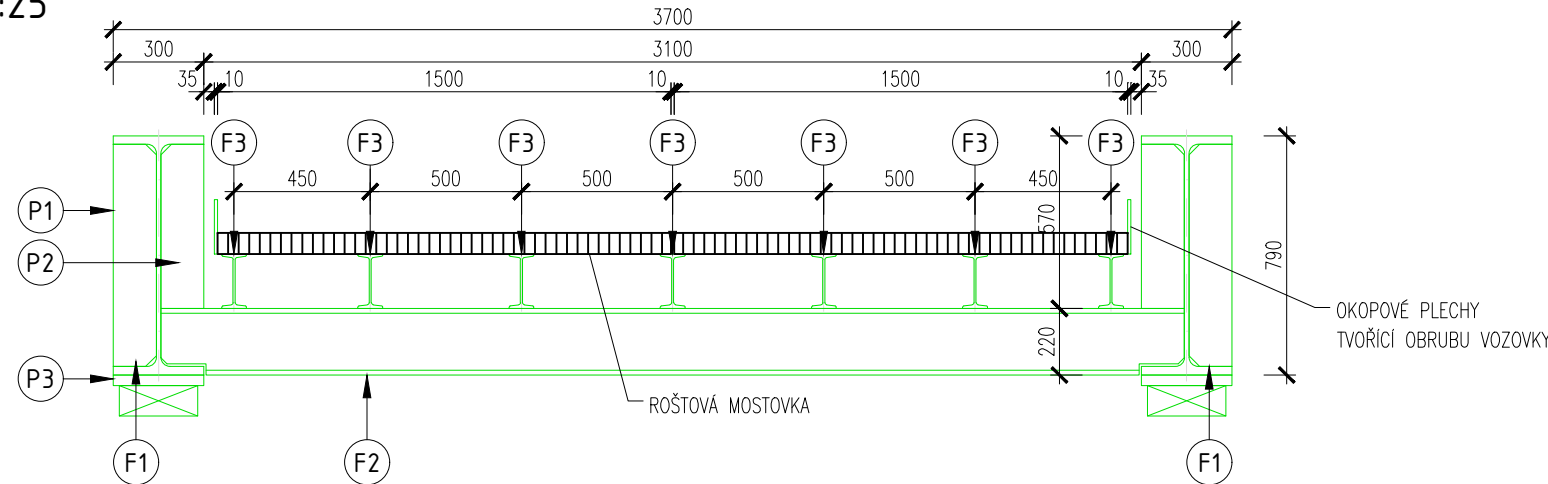 3700
300
3100
300
35
10
1500
10
1500
10
35
F3
F3
F3
F3
F3
F3
F3
450
500
500
500
500
450
P1
P2
P3
570
220
790
OKOPOVÉ PLECHY
TVOŘÍCÍ OBRUBU VOZOVKY
ROŠTOVÁ MOSTOVKA
F1
F2
F1